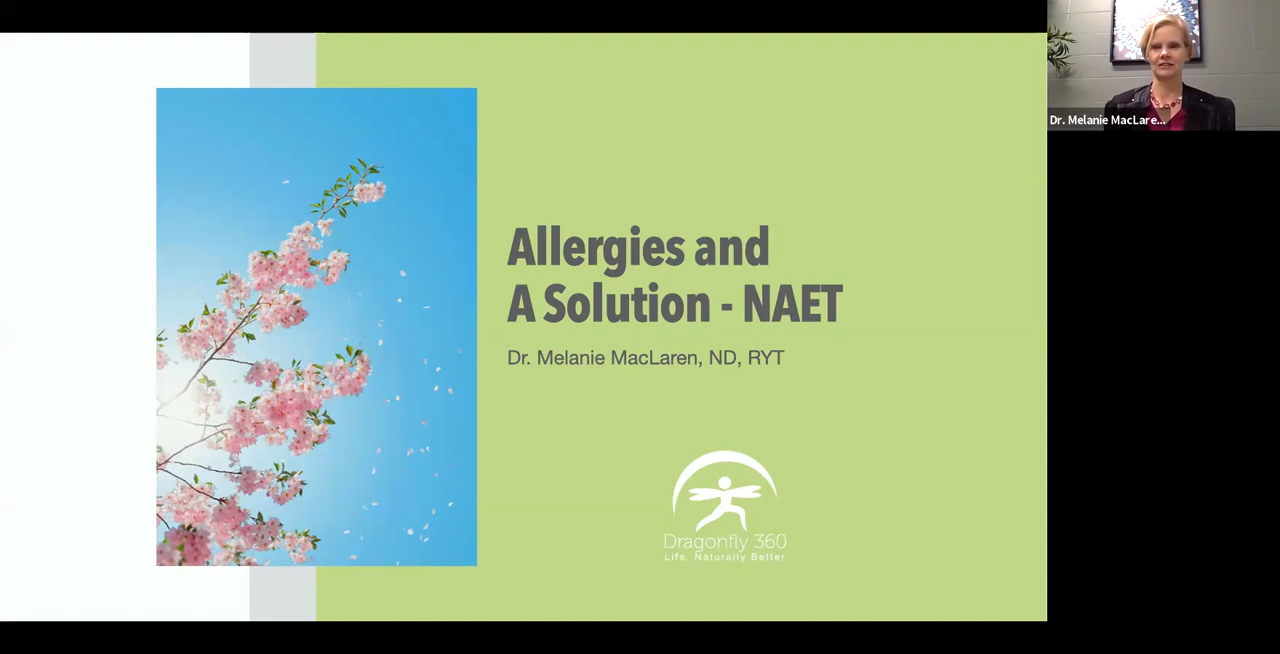 Allergies and
A Solution - NAET
Dr. Melanie MacLaren, ND, RYT
Dragonfly 360
Life. Naturally Better.
Dr. Melanie MacLare...